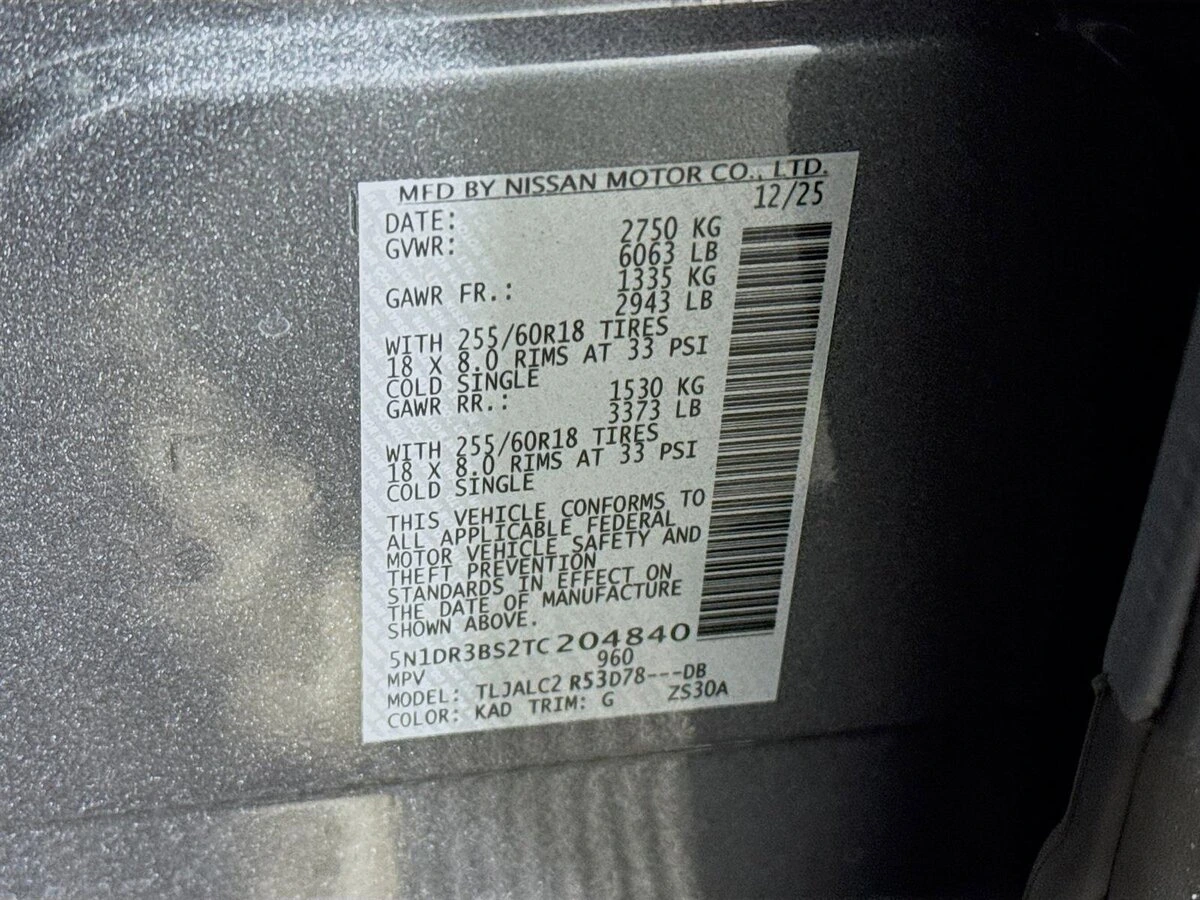 MFD BY NISSAN MOTOR CO., LTD.
DATE: 12/25
GVWR: 2750 KG
6063 LB
GAWR FR.: 1335 KG
2943 LB
WITH 255/60R18 TIRES
18 X 8.0 RIMS AT 33 PSI
COLD SINGLE
GAWR RR.: 1530 KG
3373 LB
WITH 255/60R18 TIRES
18 X 8.0 RIMS AT 33 PSI
COLD SINGLE
THIS VEHICLE CONFORMS TO
ALL APPLICABLE FEDERAL
MOTOR VEHICLE SAFETY AND
THEFT PREVENTION
STANDARDS IN EFFECT ON
THE DATE OF MANUFACTURE
SHOWN ABOVE.
5N1DR3BS2TC204840
MPV 960
MODEL: TLJALC2 R53D78---DB
COLOR: KAD TRIM: G ZS30A